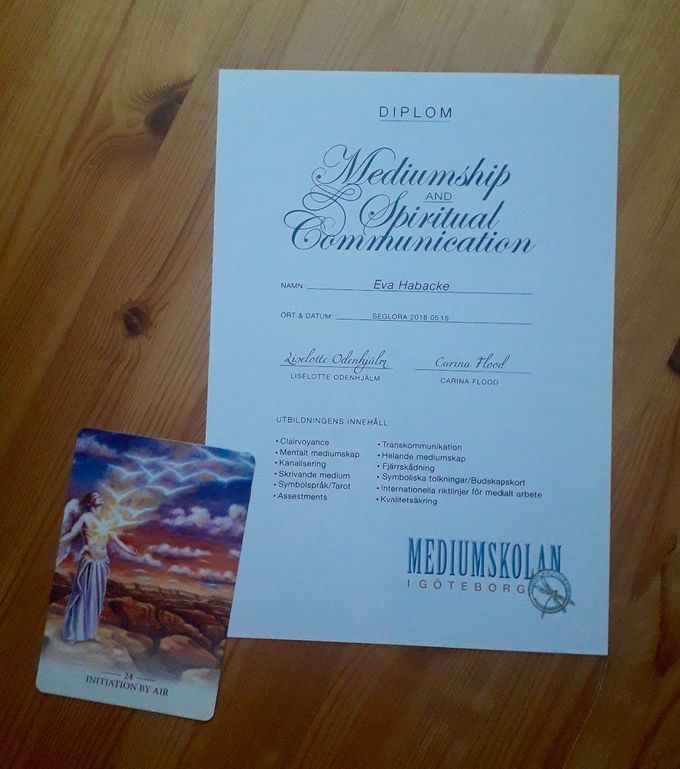 DIPLOM
Mediumship
AND
Spiritual
Communication
NAMN: Eva Habacke
ORT & DATUM: SEGLORA 2018 05 15
Liselotte Odenhjälm
LISELOTTE ODENHJÄLM
Carina Flood
CARINA FLOOD
UTBILDNINGENS INNEHÅLL:
• Clairvoyance
• Mentalt mediumskap
• Kanalisering
• Skrivande medium
• Symbolspråk/Tarot
• Assestments
• Transkommunikation
• Helande mediumskap
• Fjärrskådning
• Symboliska tolkningar/Budskapskort
• Internationella riktlinjer för medialt arbete
• Kvalitetsäkring
MEDIUMSKOLAN
I GÖTEBORG
24
INITIATION BY AIR